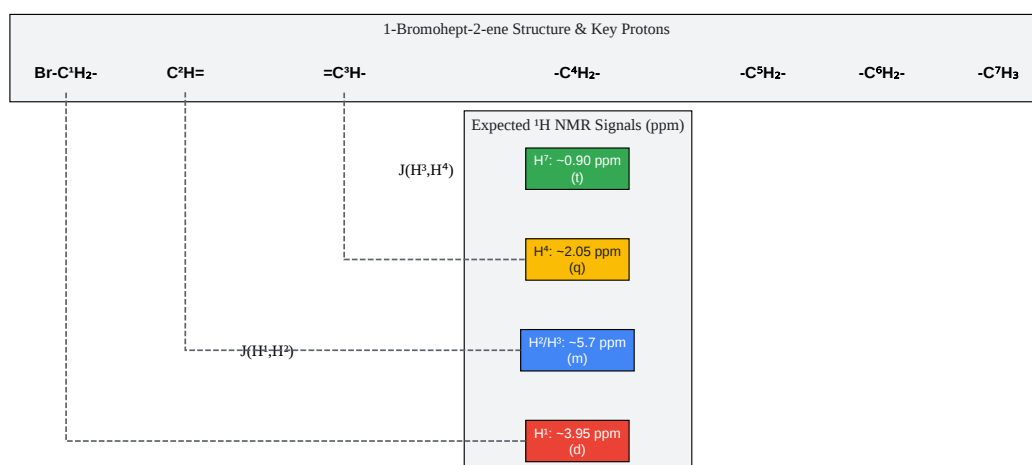 1-Bromohept-2-ene Structure & Key Protons
Br-C¹H₂- C²H= =C³H- -C⁴H₂- -C⁵H₂- -C⁶H₂- -C⁷H₃
Expected ¹H NMR Signals (ppm)
H⁷: ~0.90 ppm
(t)
J(H³,H⁴)
H⁴: ~2.05 ppm
(q)
H²/H³: ~5.7 ppm
(m)
J(H¹,H²)
H¹: ~3.95 ppm
(d)